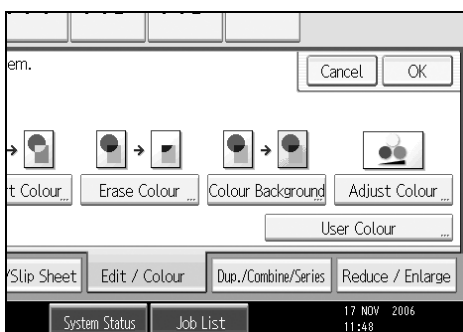 em.
Cancel OK
rt Colour Erase Colour Colour Background Adjust Colour
User Colour
/Slip Sheet Edit / Colour Dup./Combine/Series Reduce / Enlarge
System Status Job List 17 NOV 2006
11:48